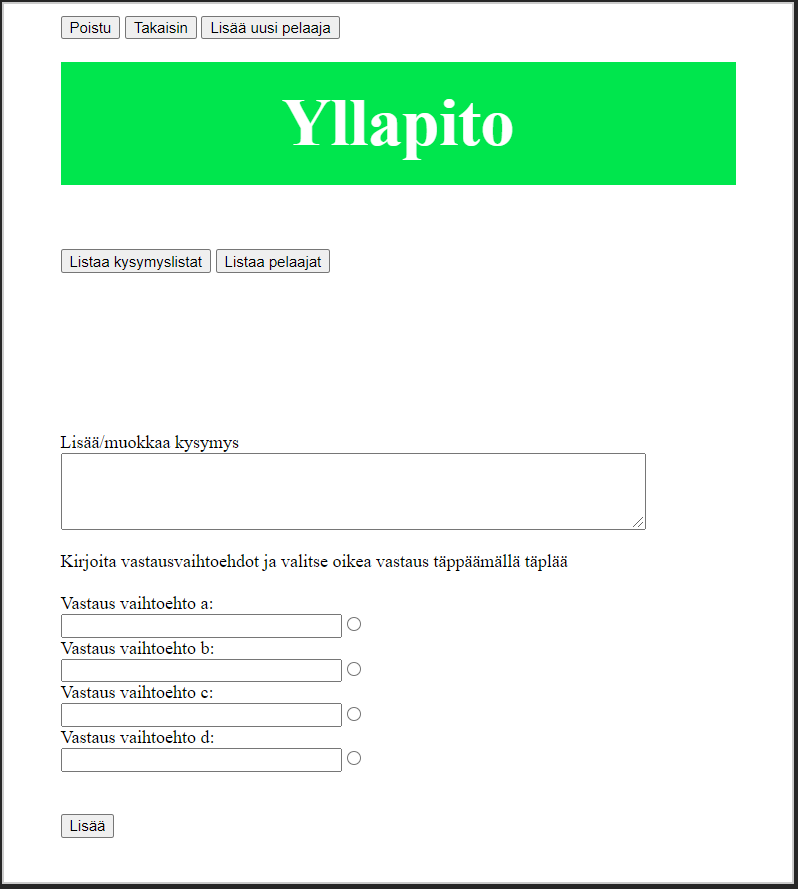 Poistu Takaisin Lisää uusi pelaaja
Yllapito
Listaa kysymyslistat Listaa pelaajat
Lisää/muokkaa kysymys
Kirjoita vastausvaihtoehdot ja valitse oikea vastaus täppäämällä täplää
Vastaus vaihtoehto a:
Vastaus vaihtoehto b:
Vastaus vaihtoehto c:
Vastaus vaihtoehto d:
Lisää